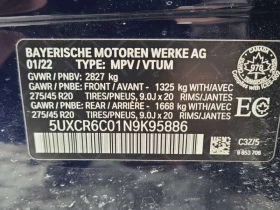 BAYERISCHE MOTOREN WERKE AG
01/22 TYPE: MPV / VTUM
GVWR / PNBV: 2827 kg
GAWR / PNBE: FRONT / AVANT - 1325 kg WITH/AVEC
275/45 R20 TIRES/PNEUS, 9.0J x 20 RIMS/JANTES
GAWR / PNBE: REAR / ARRIÈRE - 1668 kg WITH/AVEC
275/45 R20 TIRES/PNEUS, 9.0J x 20 RIMS/JANTES
5UXCR6C01N9K95886
C3Z/5
978
EC